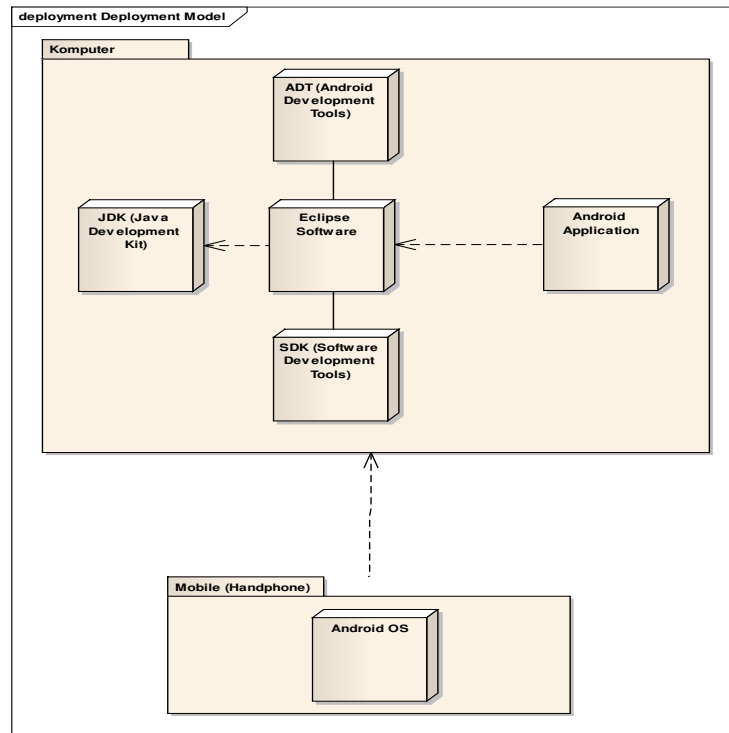 deployment Deployment Model
Komputer
ADT (Android
Development
Tools)
JDK (Java
Development
Kit)
Eclipse
Software
Android
Application
SDK (Software
Development
Tools)
Mobile (Handphone)
Android OS